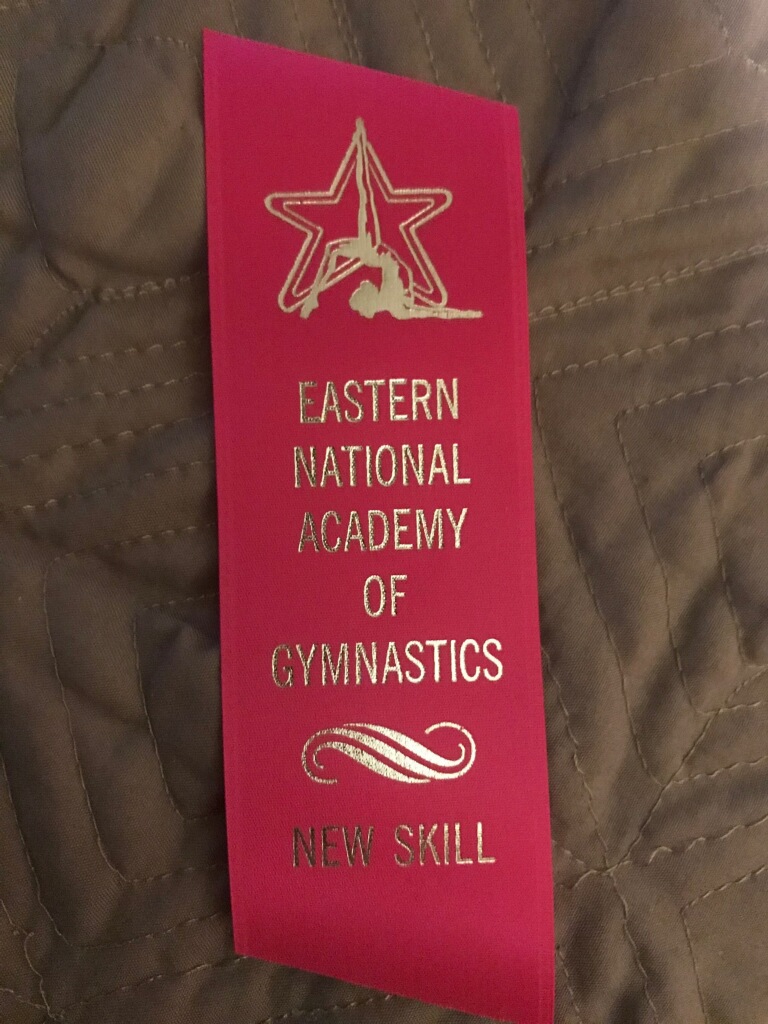 EASTERN
NATIONAL
ACADEMY
OF
GYMNASTICS
NEW SKILL